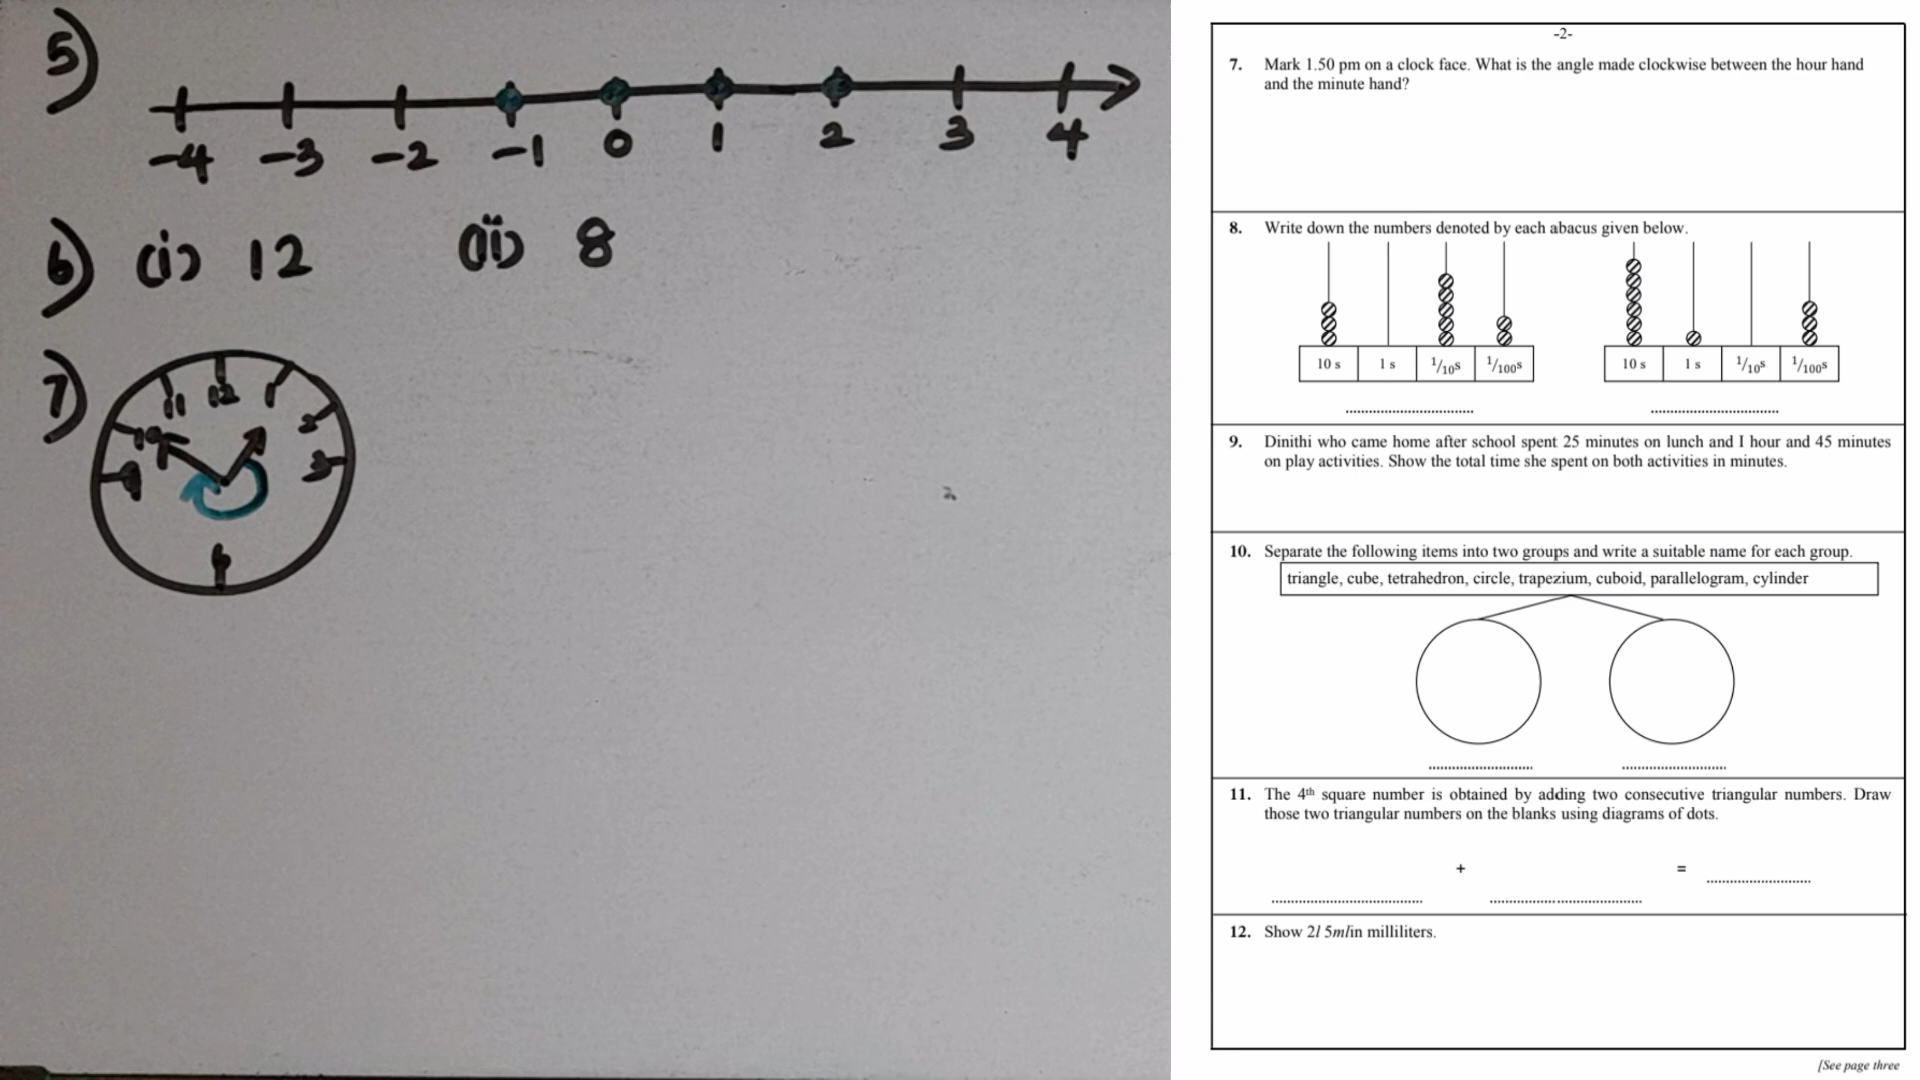 5)
-4 -3 -2 -1 0 1 2 3 4
6) (i) 12 (ii) 8
7)
11 12 1
10 2
9 3
6
-2-
7. Mark 1.50 pm on a clock face. What is the angle made clockwise between the hour hand
and the minute hand?
8. Write down the numbers denoted by each abacus given below.
10 s 1 s 1/10s 1/100s 10 s 1 s 1/10s 1/100s
9. Dinithi who came home after school spent 25 minutes on lunch and I hour and 45 minutes
on play activities. Show the total time she spent on both activities in minutes.
10. Separate the following items into two groups and write a suitable name for each group.
triangle, cube, tetrahedron, circle, trapezium, cuboid, parallelogram, cylinder
11. The 4th square number is obtained by adding two consecutive triangular numbers. Draw
those two triangular numbers on the blanks using diagrams of dots.
+ =
12. Show 2l 5mlin milliliters.
[See page three